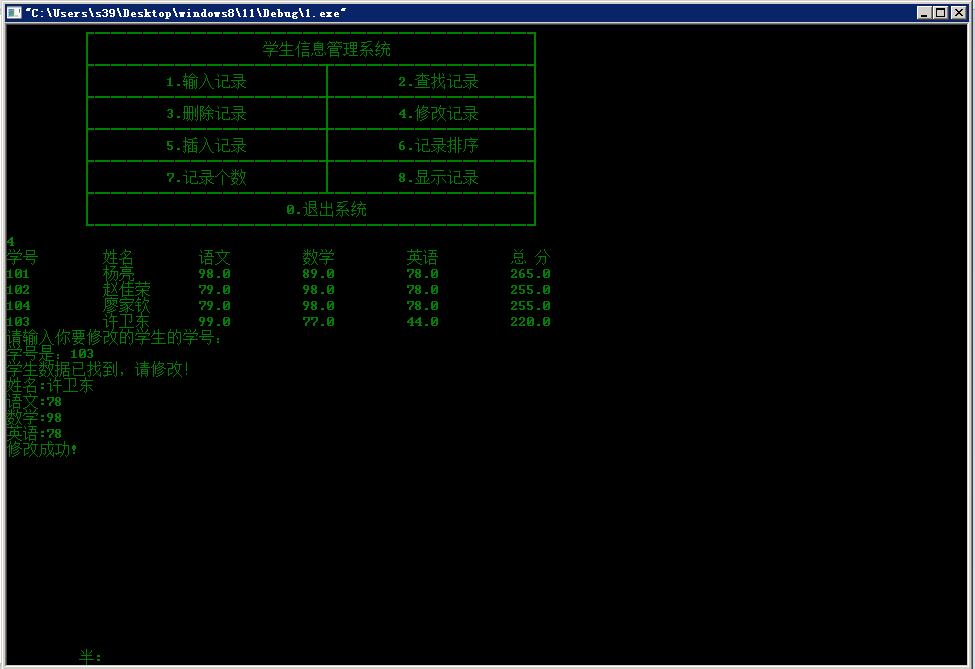 "C:\Users\s39\Desktop\windows8\11\Debug\1.exe"
学生信息管理系统
1.输入记录 2.查找记录
3.删除记录 4.修改记录
5.插入记录 6.记录排序
7.记录个数 8.显示记录
0.退出系统
4
学号 姓名 语文 数学 英语 总 分
101 杨亮 98.0 89.0 78.0 265.0
102 赵佳荣 79.0 98.0 78.0 255.0
104 廖家钦 79.0 98.0 78.0 255.0
103 许卫东 99.0 77.0 44.0 220.0
请输入你要修改的学生的学号:
学号是: 103
学生数据已找到, 请修改!
姓名:许卫东
语文:78
数学:98
英语:78
修改成功!
半: